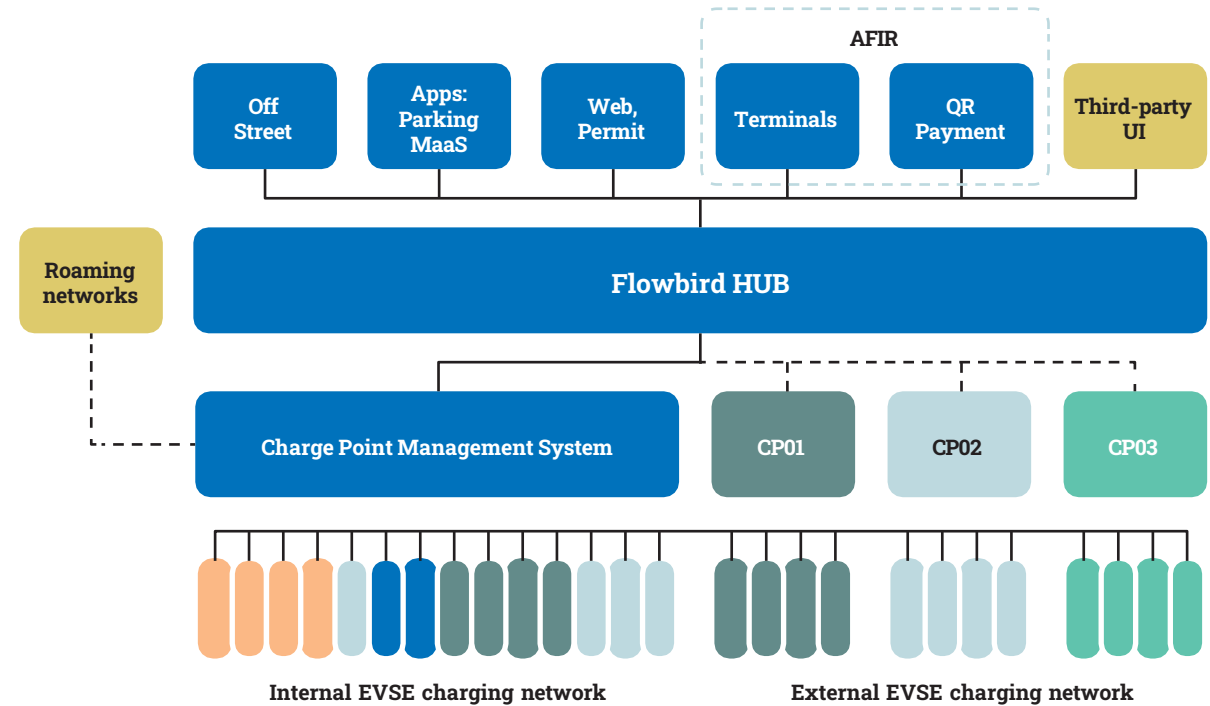 AFIR
Off
Street
Apps:
Parking
MaaS
Web,
Permit
Terminals
QR
Payment
Third-party
UI
Roaming
networks
Flowbird HUB
Charge Point Management System
CP01
CP02
CP03
Internal EVSE charging network
External EVSE charging network